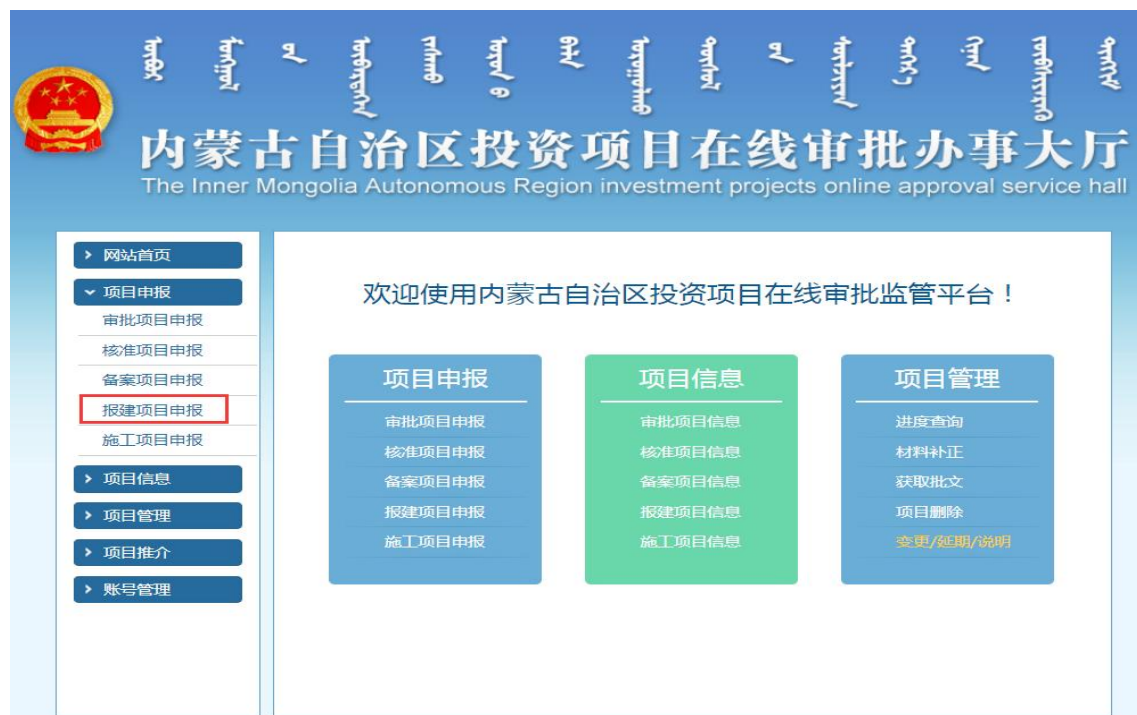 内蒙古自治区投资项目在线审批办事大厅
The Inner Mongolia Autonomous Region investment projects online approval service hall
网站首页
项目申报
审批项目申报
核准项目申报
备案项目申报
报建项目申报
施工项目申报
项目信息
项目管理
项目推介
账号管理
欢迎使用内蒙古自治区投资项目在线审批监管平台！
项目申报
审批项目申报
核准项目申报
备案项目申报
报建项目申报
施工项目申报
项目信息
审批项目信息
核准项目信息
备案项目信息
报建项目信息
施工项目信息
项目管理
进度查询
材料补正
获取批文
项目删除
变更/延期/说明